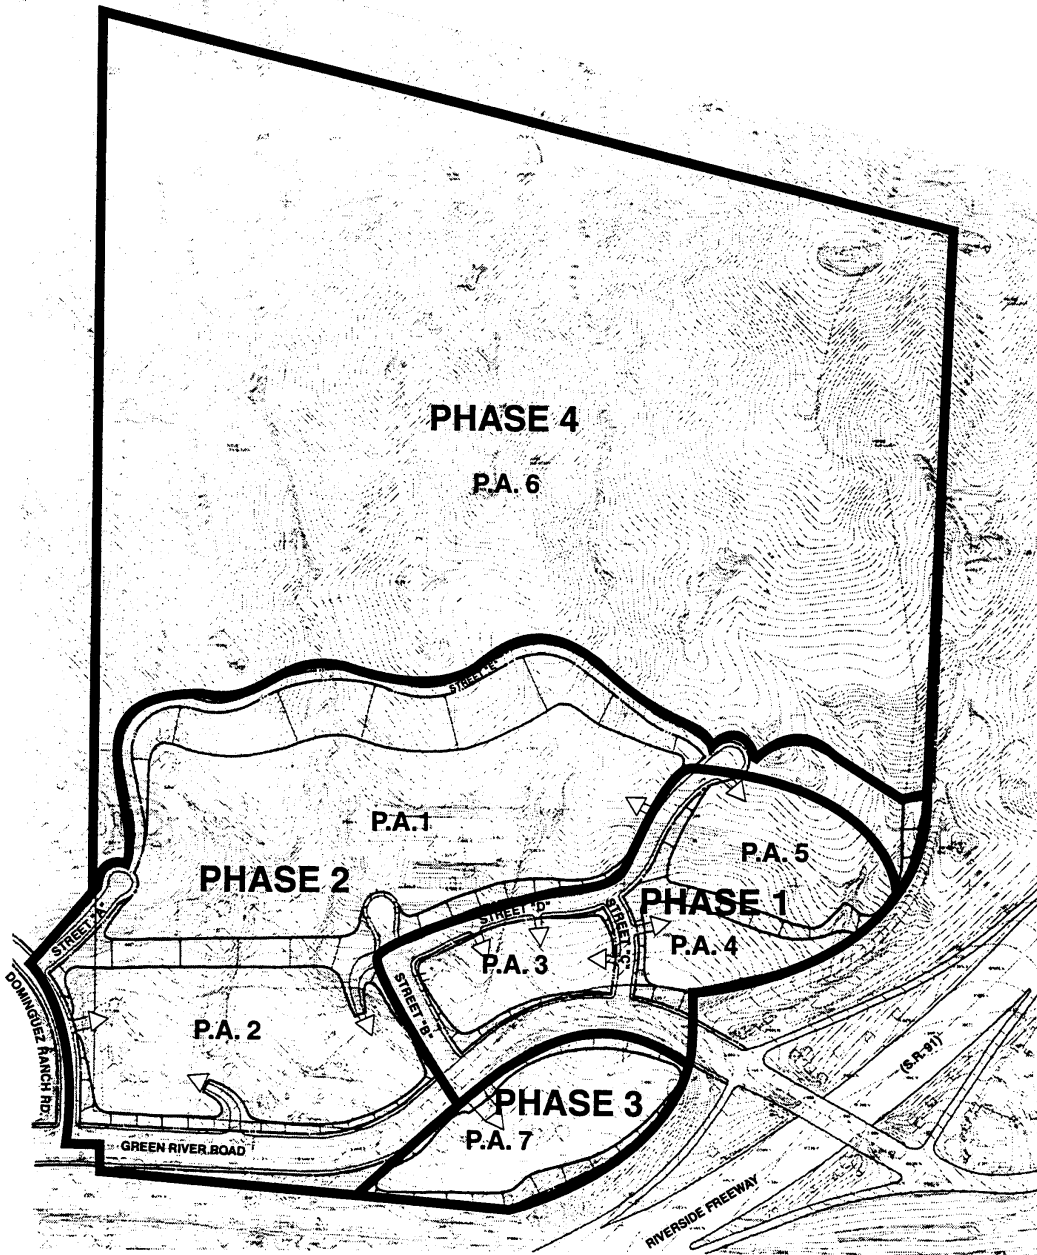 PHASE 4
P.A. 6
STREET "E"
P.A.1
P.A. 5
PHASE 2
PHASE 1
STREET "A"
STREET "D"
STREET "C"
P.A. 4
P.A. 3
STREET "B"
DOMINGUEZ RANCH RD.
P.A. 2
(S.R-91)
PHASE 3
P.A. 7
GREEN RIVER ROAD
RIVERSIDE FREEWAY